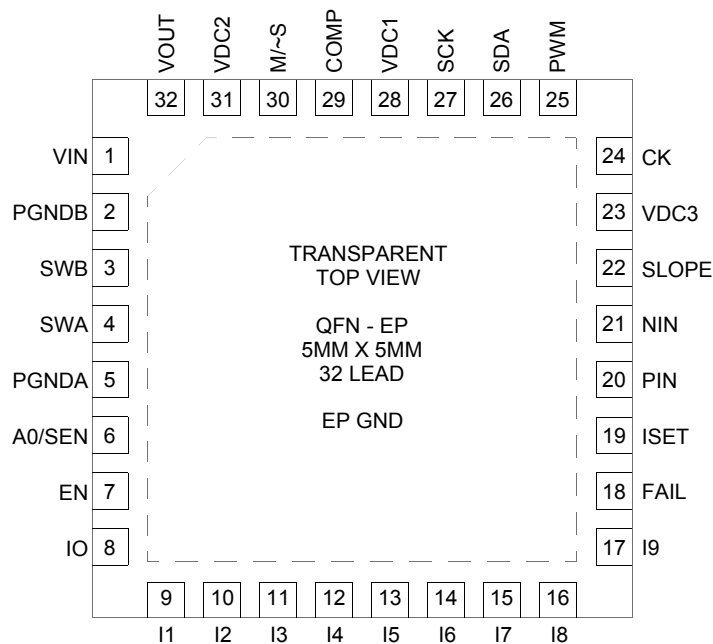 VOUT
VDC2
M/~S
COMP
VDC1
SCK
SDA
PWM
32 31 30 29 28 27 26 25
VIN 1
PGNDB 2
SWB 3
SWA 4
PGNDA 5
A0/SEN 6
EN 7
IO 8
TRANSPARENT
TOP VIEW
QFN - EP
5MM X 5MM
32 LEAD
EP GND
24 CK
23 VDC3
22 SLOPE
21 NIN
20 PIN
19 ISET
18 FAIL
17 I9
9 10 11 12 13 14 15 16
I1 I2 I3 I4 I5 I6 I7 I8